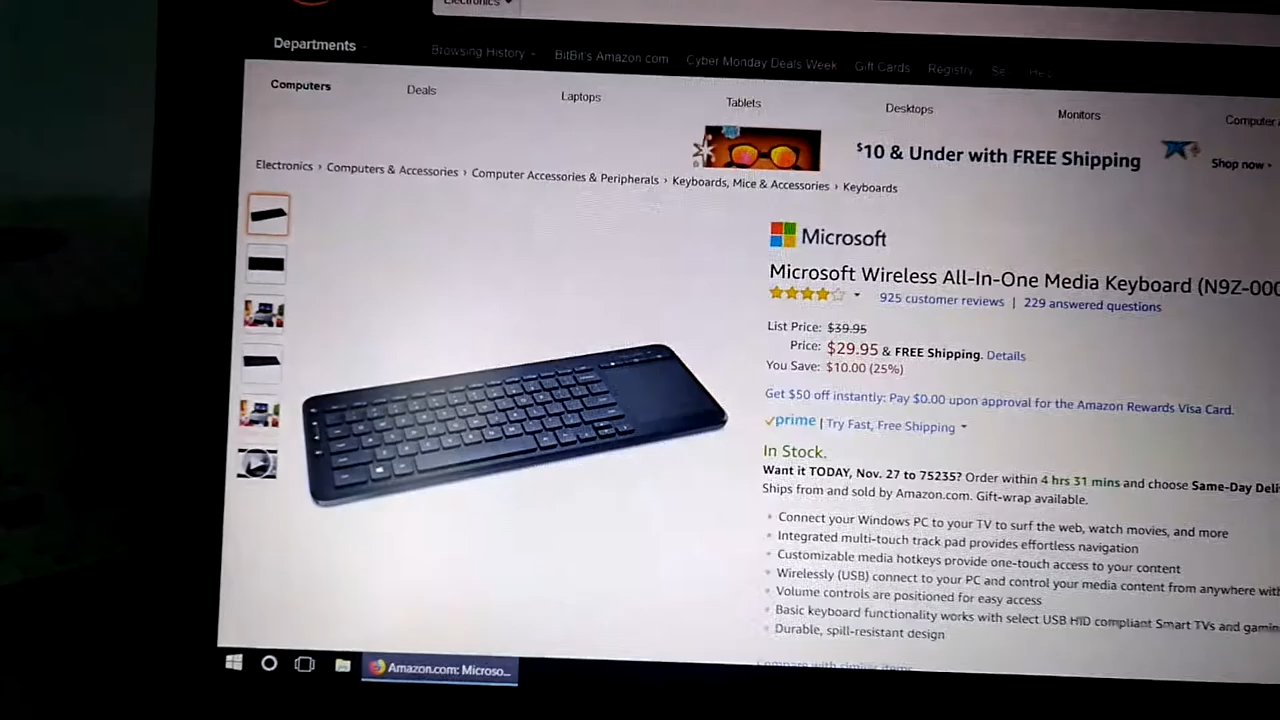 Electronics
Departments
Browsing History BitBit's Amazon.com Cyber Monday Deals Week Gift Cards Registry
Computers Deals Laptops Tablets Desktops Monitors Computer
$10 & Under with FREE Shipping Shop now
Electronics › Computers & Accessories › Computer Accessories & Peripherals › Keyboards, Mice & Accessories › Keyboards
Microsoft
Microsoft Wireless All-In-One Media Keyboard (N9Z-000
925 customer reviews | 229 answered questions
List Price: $39.95
Price: $29.95 & FREE Shipping. Details
You Save: $10.00 (25%)
Get $50 off instantly: Pay $0.00 upon approval for the Amazon Rewards Visa Card.
prime | Try Fast, Free Shipping
In Stock.
Want it TODAY, Nov. 27 to 75235? Order within 4 hrs 31 mins and choose Same-Day Deli
Ships from and sold by Amazon.com. Gift-wrap available.
Connect your Windows PC to your TV to surf the web, watch movies, and more
Integrated multi-touch track pad provides effortless navigation
Customizable media hotkeys provide one-touch access to your content
Wirelessly (USB) connect to your PC and control your media content from anywhere with
Volume controls are positioned for easy access
Basic keyboard functionality works with select USB HID compliant Smart TVs and gamin
Durable, spill-resistant design
Compare with similar items
Amazon.com: Microso...